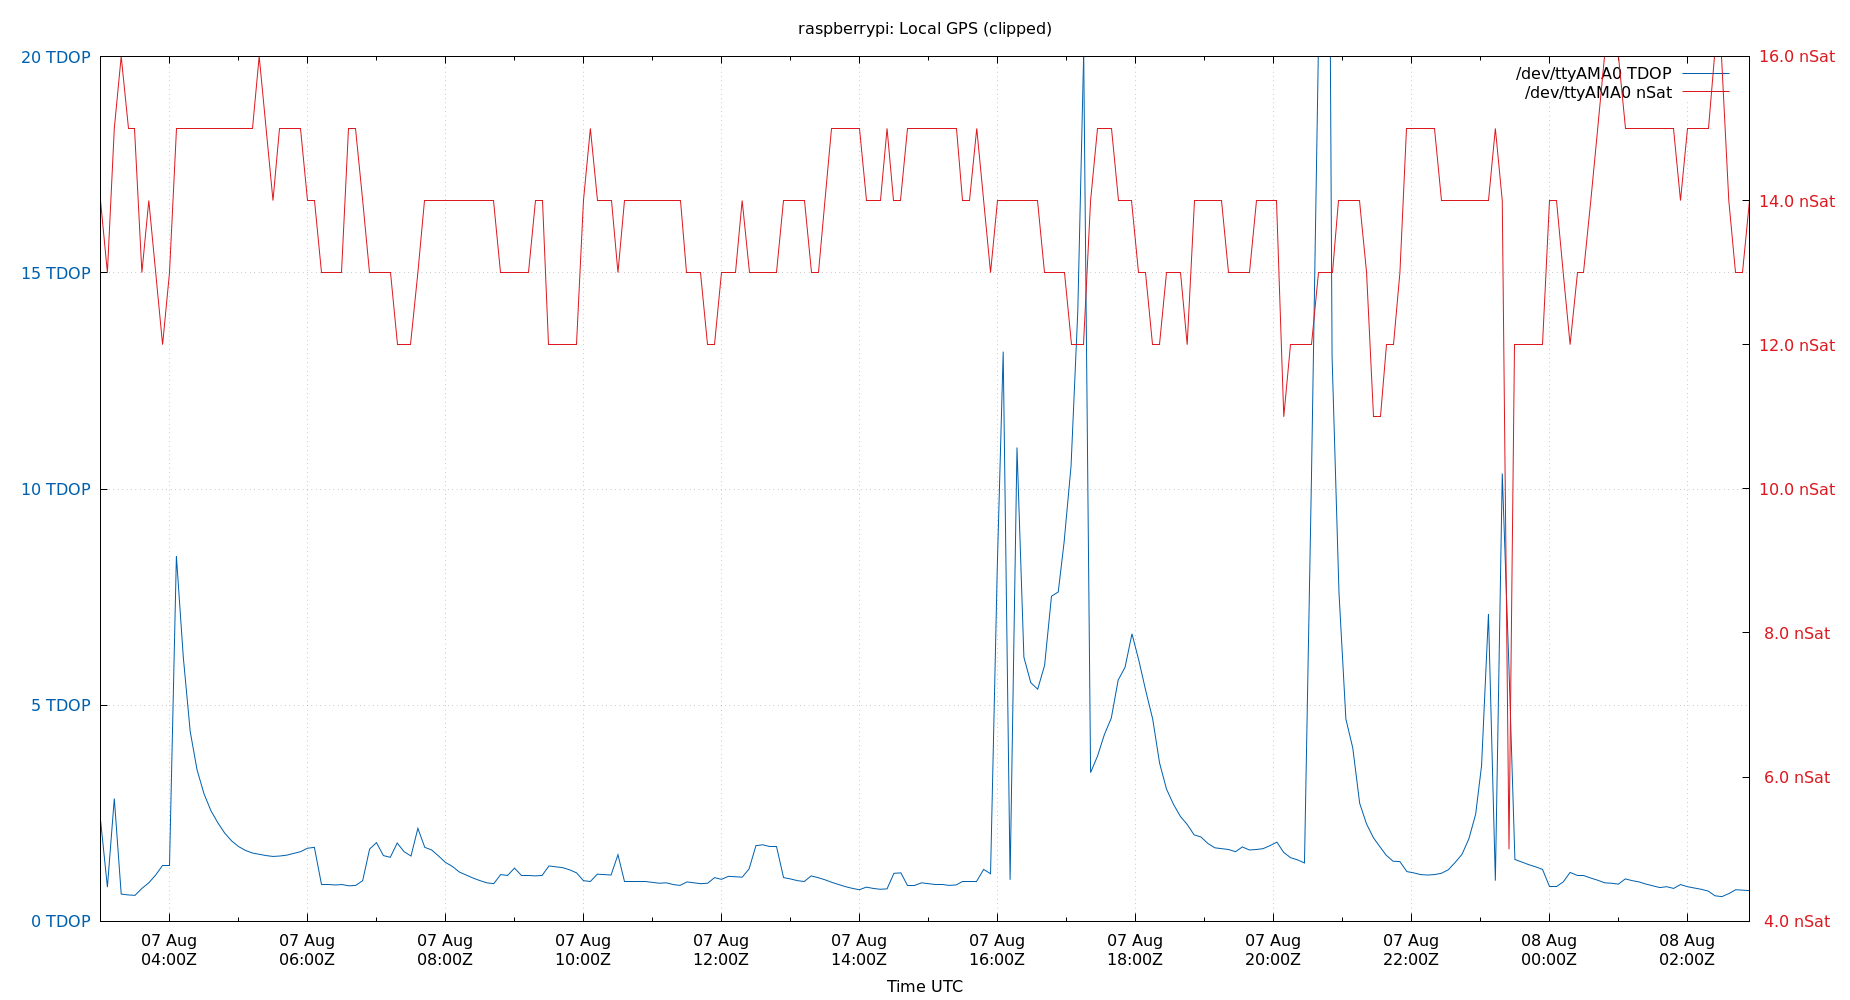 raspberrypi: Local GPS (clipped)
20 TDOP
15 TDOP
10 TDOP
5 TDOP
0 TDOP
16.0 nSat
14.0 nSat
12.0 nSat
10.0 nSat
8.0 nSat
6.0 nSat
4.0 nSat
/dev/ttyAMA0 TDOP
/dev/ttyAMA0 nSat
07 Aug
04:00Z
07 Aug
06:00Z
07 Aug
08:00Z
07 Aug
10:00Z
07 Aug
12:00Z
07 Aug
14:00Z
07 Aug
16:00Z
07 Aug
18:00Z
07 Aug
20:00Z
07 Aug
22:00Z
08 Aug
00:00Z
08 Aug
02:00Z
Time UTC